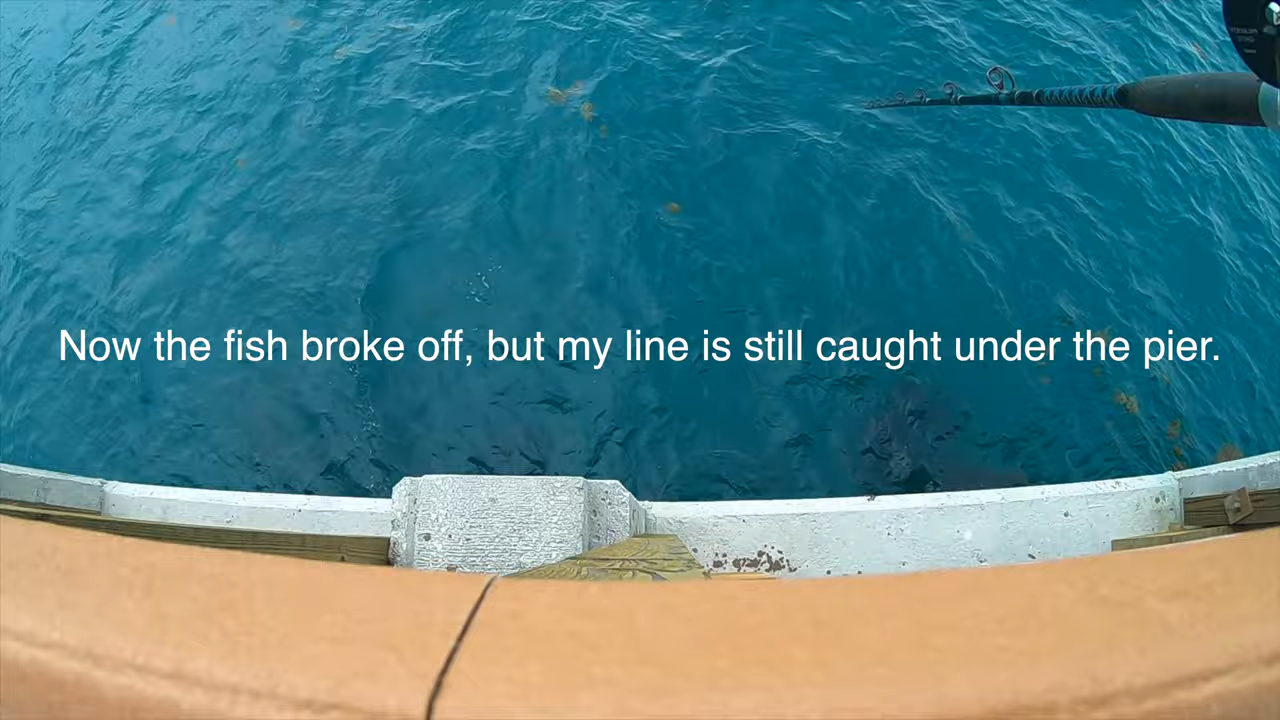 Now the fish broke off, but my line is still caught under the pier.